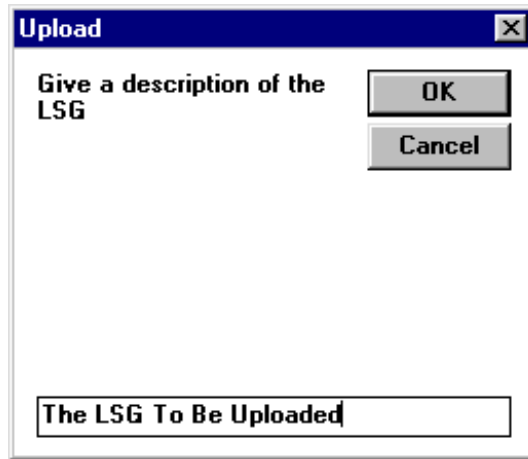 Upload
Give a description of the
LSG
OK
Cancel
The LSG To Be Uploaded